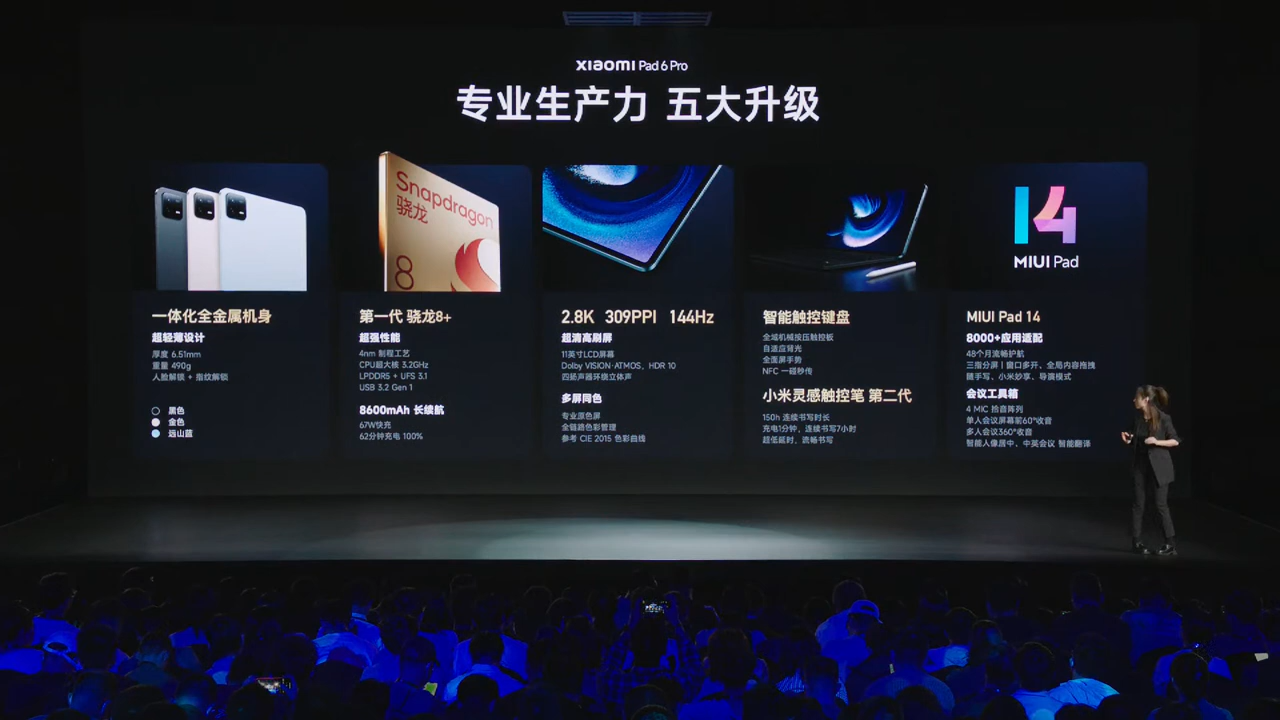 xiaomi Pad 6 Pro
专业生产力 五大升级
一体化全金属机身
超轻薄设计
厚度 6.51mm
重量 490g
人脸解锁 + 指纹解锁
黑色
金色
远山蓝
Snapdragon
骁龙
8
第一代 骁龙8+
超强性能
4nm 制程工艺
CPU超大核 3.2GHz
LPDDR5 + UFS 3.1
USB 3.2 Gen 1
8600mAh 长续航
67W快充
62分钟充电 100%
2.8K 309PPI 144Hz
超清高刷屏
11英寸LCD屏幕
Dolby VISION·ATMOS、HDR 10
四扬声器环绕立体声
多屏同色
专业原色屏
全链路色彩管理
参考 CIE 2015 色彩曲线
智能触控键盘
全域机械按压触控板
自适应背光
全面屏手势
NFC 一碰秒传
小米灵感触控笔 第二代
150h 连续书写时长
充电1分钟，连续书写7小时
超低延时，流畅书写
14
MIUI Pad
MIUI Pad 14
8000+应用适配
48个月流畅护航
三指分屏 | 窗口多开、全局内容拖拽
随手写、小米妙享、导演模式
会议工具箱
4 MIC 拾音阵列
单人会议屏幕前60°收音
多人会议360°收音
智能人像居中、中英会议 智能翻译